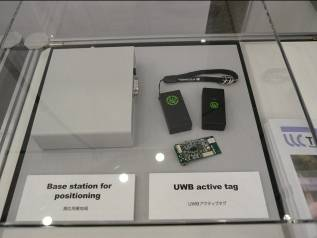 Base station for
positioning
UWB active tag
UWBアクティブタグ